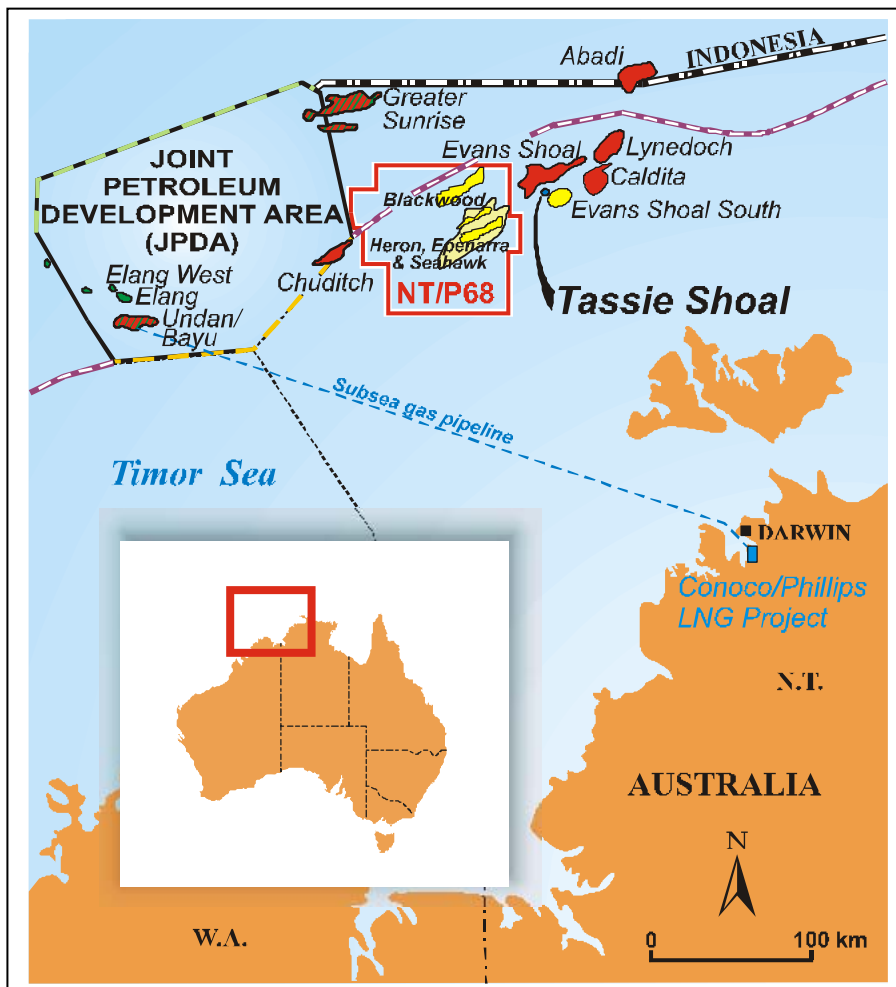 Abadi
INDONESIA
Greater
Sunrise
JOINT
PETROLEUM
DEVELOPMENT AREA
(JPDA)
Evans Shoal
Lynedoch
Caldita
Evans Shoal South
Blackwood
Heron, Epenarra
& Seahawk
NT/P68
Chuditch
Elang West
Elang
Undan/
Bayu
Tassie Shoal
Subsea gas pipeline
Timor Sea
DARWIN
Conoco/Phillips
LNG Project
N.T.
AUSTRALIA
N
W.A.
0 100 km